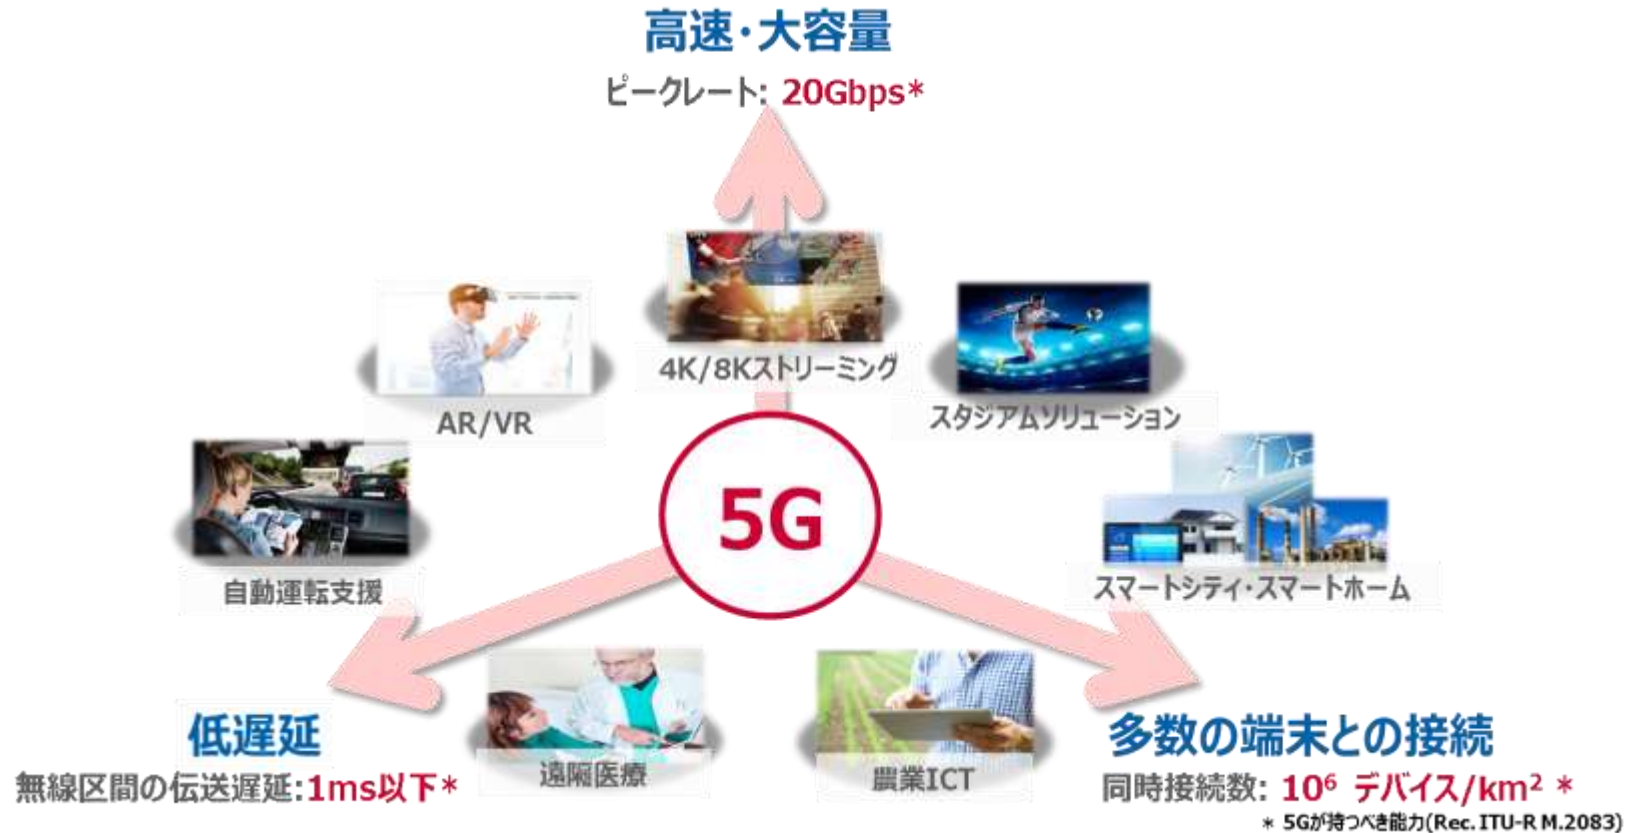 高速・大容量
ピークレート: 20Gbps*
4K/8Kストリーミング
AR/VR
スタジアムソリューション
5G
自動運転支援
スマートシティ・スマートホーム
低遅延
無線区間の伝送遅延:1ms以下*
遠隔医療
農業ICT
多数の端末との接続
同時接続数: 10⁶ デバイス/km² *
* 5Gが持つべき能力(Rec. ITU-R M.2083)